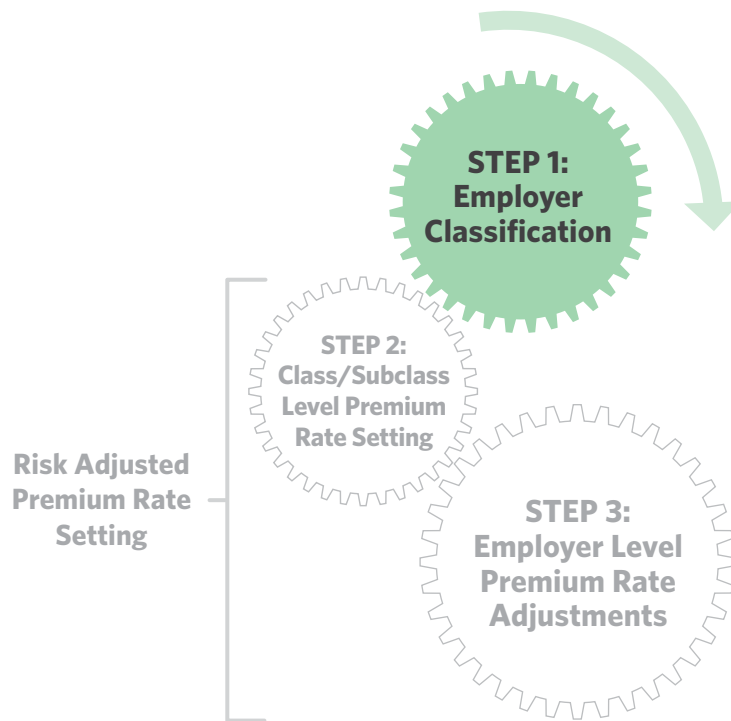 STEP 1:
Employer
Classification
STEP 2:
Class/Subclass
Level Premium
Rate Setting
Risk Adjusted
Premium Rate
Setting
STEP 3:
Employer Level
Premium Rate
Adjustments